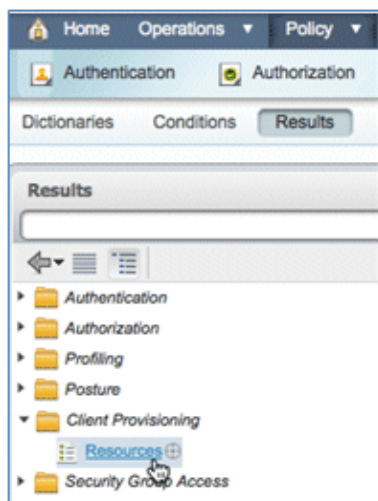 Home Operations Policy
Authentication Authorization
Dictionaries Conditions Results
Results
Authentication
Authorization
Profiling
Posture
Client Provisioning
Resources
Security Group Access